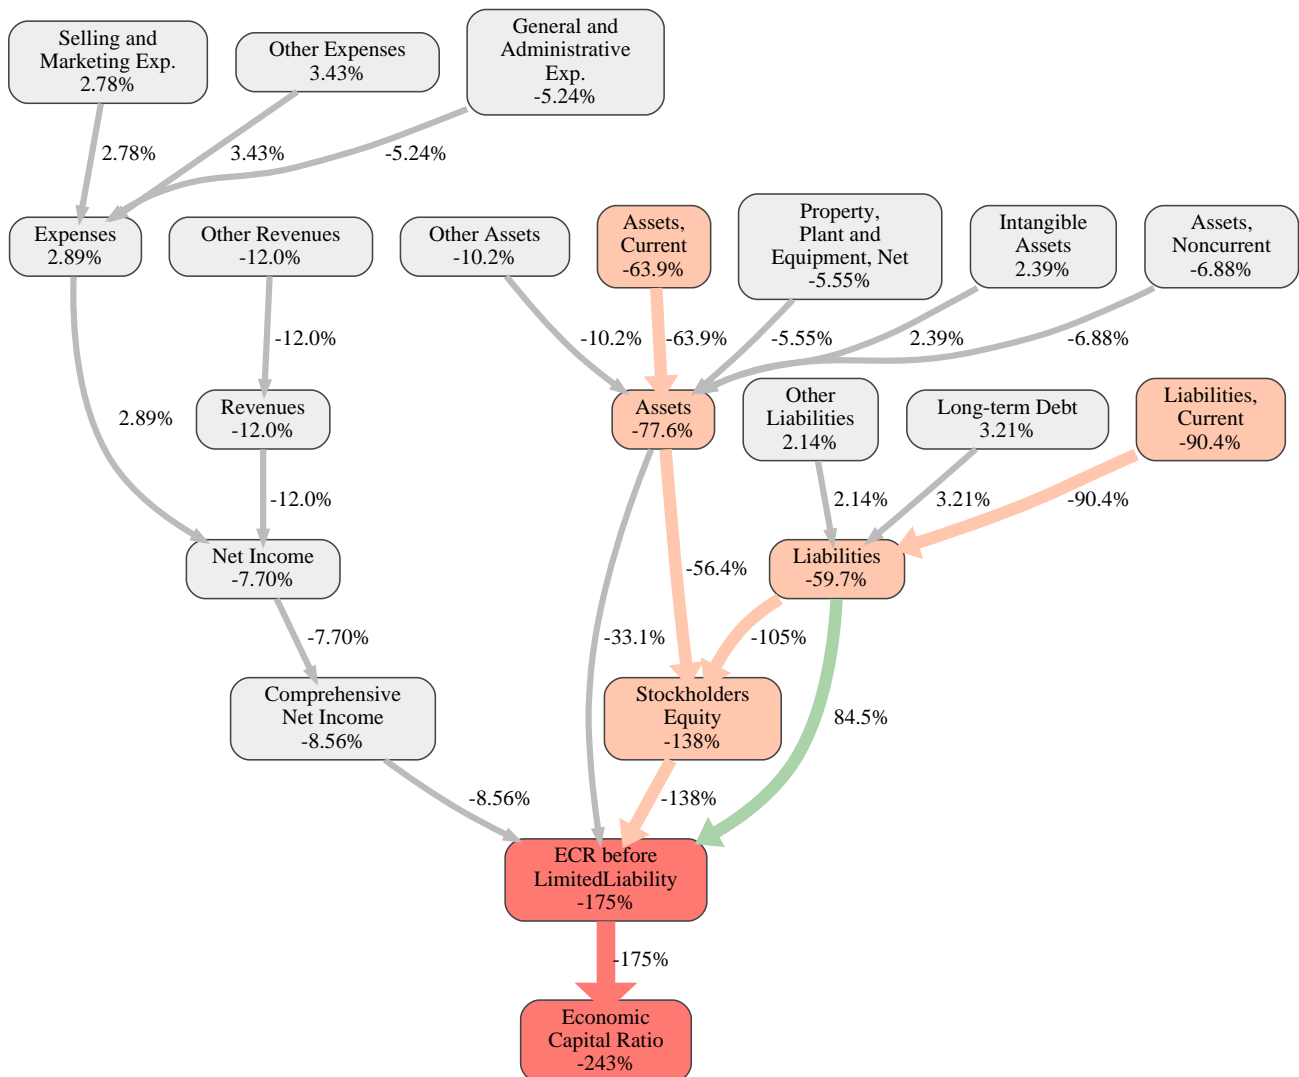 Selling and
Marketing Exp.
2.78%
Other Expenses
3.43%
General and
Administrative
Exp.
-5.24%
2.78%
3.43%
-5.24%
Expenses
2.89%
Other Revenues
-12.0%
Other Assets
-10.2%
Assets,
Current
-63.9%
Property,
Plant and
Equipment, Net
-5.55%
Intangible
Assets
2.39%
Assets,
Noncurrent
-6.88%
-12.0%
-10.2%
-63.9%
-5.55%
2.39%
-6.88%
2.89%
Revenues
-12.0%
Assets
-77.6%
Other
Liabilities
2.14%
Long-term Debt
3.21%
Liabilities,
Current
-90.4%
-12.0%
2.14%
3.21%
-90.4%
Net Income
-7.70%
-56.4%
Liabilities
-59.7%
-7.70%
-33.1%
-105%
Comprehensive
Net Income
-8.56%
Stockholders
Equity
-138%
84.5%
-8.56%
-138%
ECR before
LimitedLiability
-175%
-175%
Economic
Capital Ratio
-243%